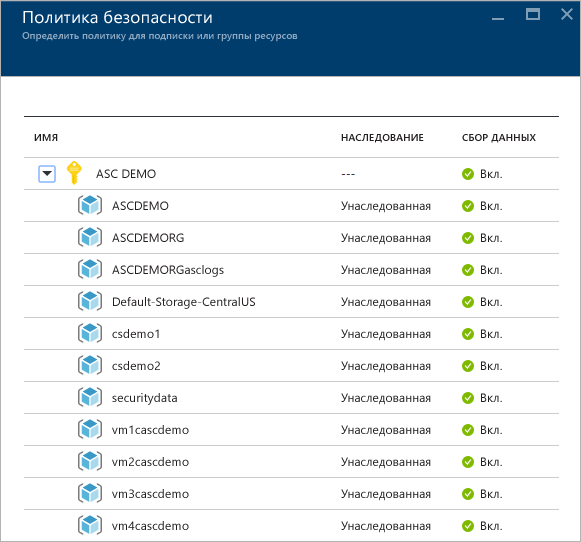 Политика безопасности
Определить политику для подписки или группы ресурсов
ИМЯ НАСЛЕДОВАНИЕ СБОР ДАННЫХ
ASC DEMO --- Вкл.
ASCDEMO Унаследованная Вкл.
ASCDEMORG Унаследованная Вкл.
ASCDEMORGasclogs Унаследованная Вкл.
Default-Storage-CentralUS Унаследованная Вкл.
csdemo1 Унаследованная Вкл.
csdemo2 Унаследованная Вкл.
securitydata Унаследованная Вкл.
vm1cascdemo Унаследованная Вкл.
vm2cascdemo Унаследованная Вкл.
vm3cascdemo Унаследованная Вкл.
vm4cascdemo Унаследованная Вкл.